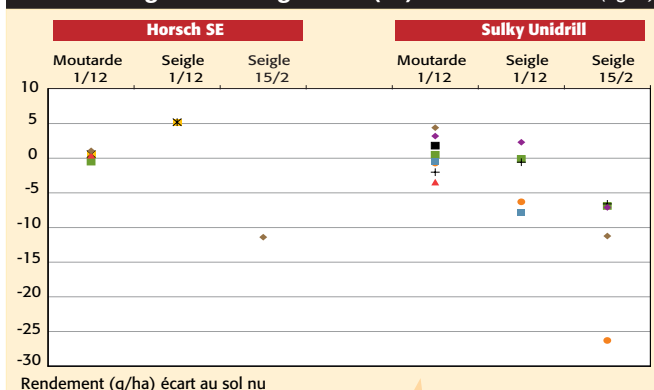 Horsch SE Sulky Unidrill
Moutarde Seigle Seigle Moutarde Seigle Seigle
1/12 1/12 15/2 1/12 1/12 15/2
10
5
0
-5
-10
-15
-20
-25
-30
Rendement (q/ha) écart au sol nu